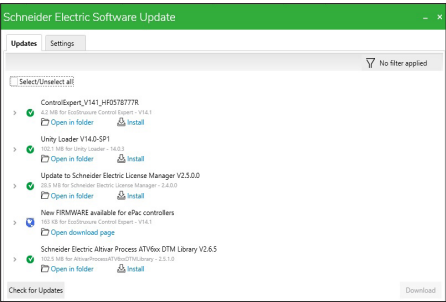 Schneider Electric Software Update
Updates Settings
No filter applied
Select/Unselect all
ControlExpert_V141_HF0578777R
4.2 MB for EcoStruxure Control Expert - V14.1
Open in folder Install
Unity Loader V14.0-SP1
102.1 MB for Unity Loader - 14.0.3
Open in folder Install
Update to Schneider Electric License Manager V2.5.0.0
28.5 MB for Schneider Electric License Manager - 2.4.0.0
Open in folder Install
New FIRMWARE available for ePac controllers
193 KB for EcoStruxure Control Expert - V14.1
Open download page
Schneider Electric Altivar Process ATV6xx DTM Library V2.6.5
102.5 MB for AltivarProcessATV6xxDTMLibrary - 2.3.1.0
Open in folder Install
Check for Updates Download